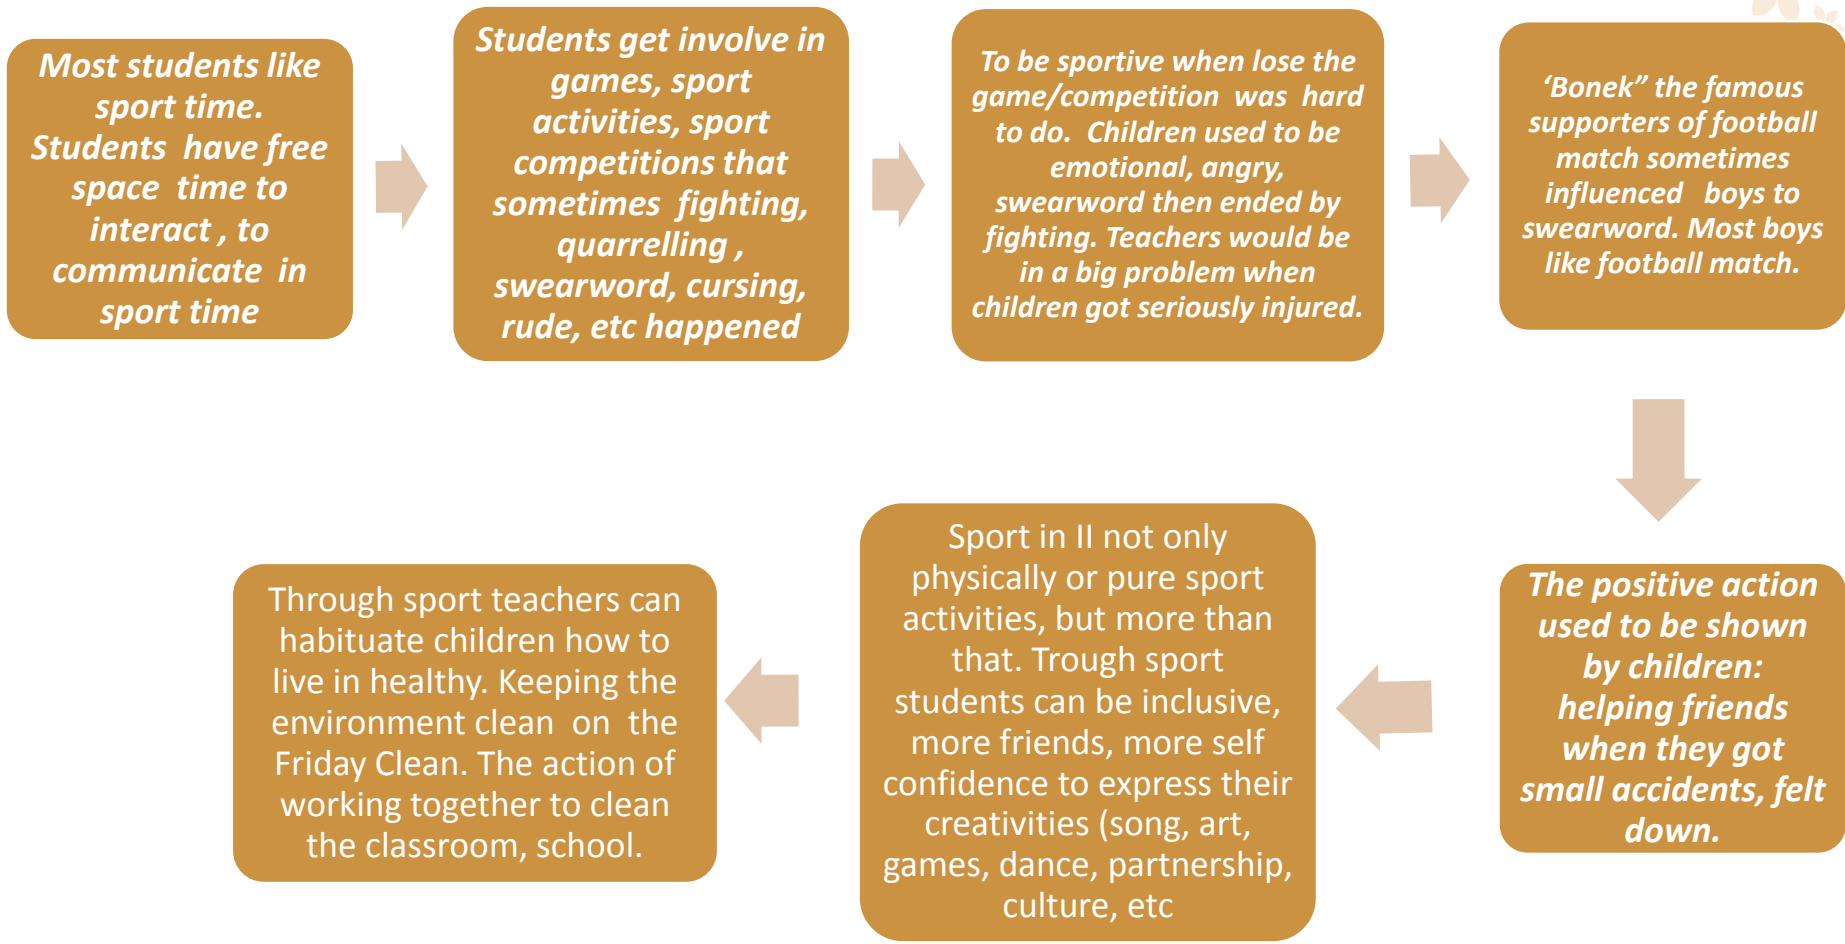 Most students like
sport time.
Students have free
space time to
interact , to
communicate in
sport time
Students get involve in
games, sport
activities, sport
competitions that
sometimes fighting,
quarrelling ,
swearword, cursing,
rude, etc happened
To be sportive when lose the
game/competition was hard
to do. Children used to be
emotional, angry,
swearword then ended by
fighting. Teachers would be
in a big problem when
children got seriously injured.
‘Bonek” the famous
supporters of football
match sometimes
influenced boys to
swearword. Most boys
like football match.
The positive action
used to be shown
by children:
helping friends
when they got
small accidents, felt
down.
Sport in II not only
physically or pure sport
activities, but more than
that. Trough sport
students can be inclusive,
more friends, more self
confidence to express their
creativities (song, art,
games, dance, partnership,
culture, etc
Through sport teachers can
habituate children how to
live in healthy. Keeping the
environment clean on the
Friday Clean. The action of
working together to clean
the classroom, school.